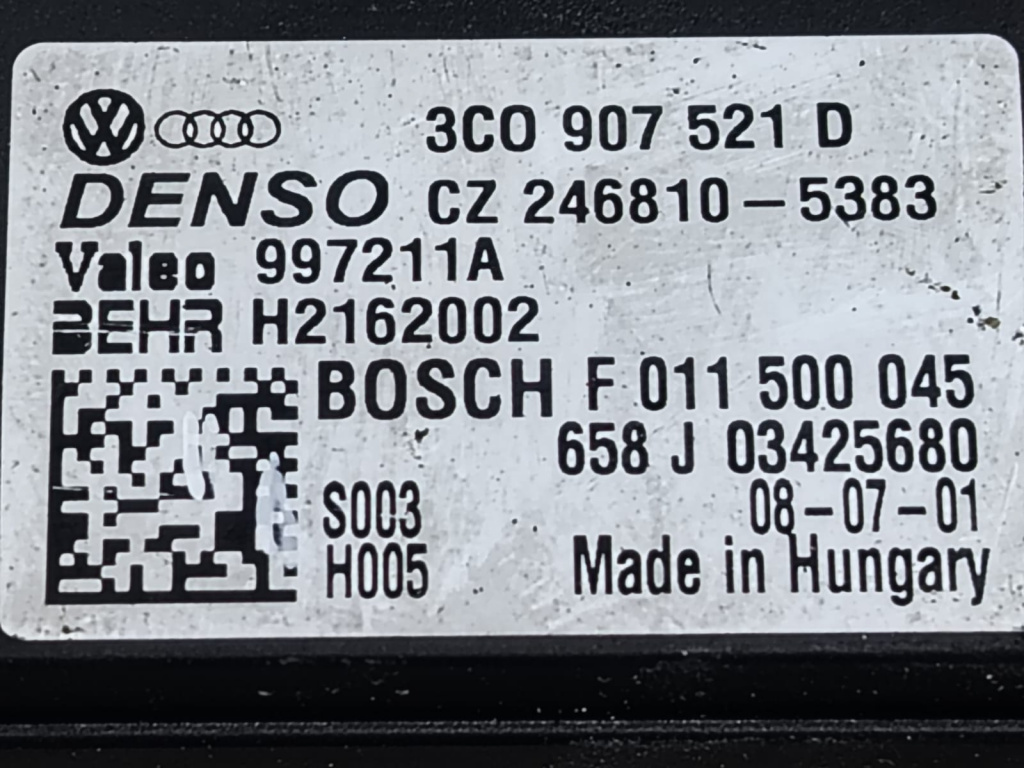 3C0 907 521 D
DENSO CZ 246810-5383
Valeo 997211A
BEHR H2162002
BOSCH F 011 500 045
658 J 03425680
S003 08-07-01
H005 Made in Hungary